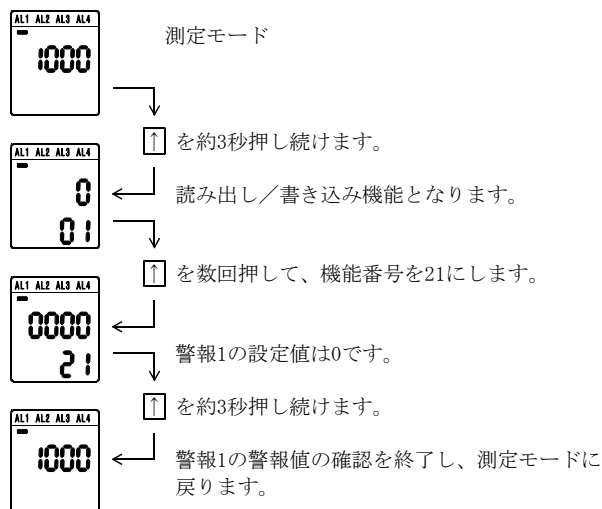 AL1 AL2 AL3 AL4
1000
測定モード
↑ を約3秒押し続けます。
AL1 AL2 AL3 AL4
0
01
読み出し／書き込み機能となります。
↑ を数回押して、機能番号を21にします。
AL1 AL2 AL3 AL4
0000
21
警報1の設定値は0です。
↑ を約3秒押し続けます。
AL1 AL2 AL3 AL4
1000
警報1の警報値の確認を終了し、測定モードに
戻ります。